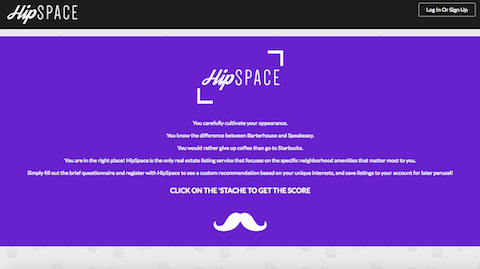 HipSPACE
Log In Or Sign Up
HipSPACE
You carefully cultivate your appearance.
You know the difference between Barterhouse and Speakeasy.
You would rather give up coffee than go to Starbucks.
You are in the right place! HipSpace is the only real estate listing service that focuses on the specific neighborhood amenities that matter most to you.
Simply fill out the brief questionnaire and register with HipSpace to see a custom recommendation based on your unique interests, and save listings to your account for later perusal!
CLICK ON THE 'STACHE TO GET THE SCORE